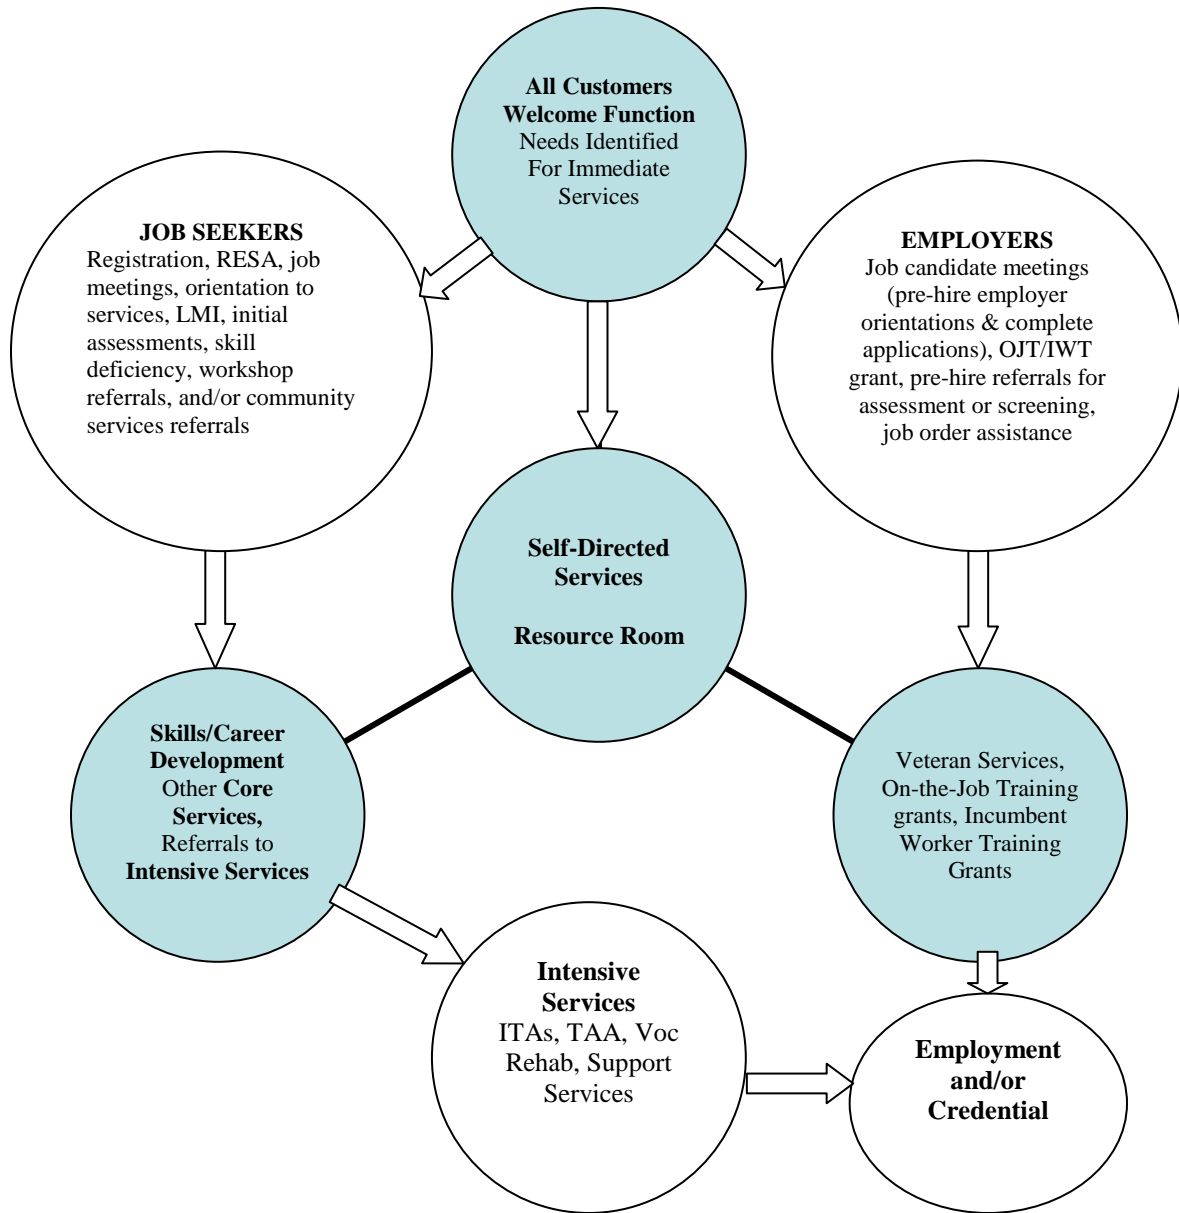 All Customers
Welcome Function
Needs Identified
For Immediate
Services
JOB SEEKERS
Registration, RESA, job
meetings, orientation to
services, LMI, initial
assessments, skill
deficiency, workshop
referrals, and/or community
services referrals
EMPLOYERS
Job candidate meetings
(pre-hire employer
orientations & complete
applications), OJT/IWT
grant, pre-hire referrals for
assessment or screening,
job order assistance
Self-Directed
Services
Resource Room
Skills/Career
Development
Other Core
Services,
Referrals to
Intensive Services
Veteran Services,
On-the-Job Training
grants, Incumbent
Worker Training
Grants
Intensive
Services
ITAs, TAA, Voc
Rehab, Support
Services
Employment
and/or
Credential